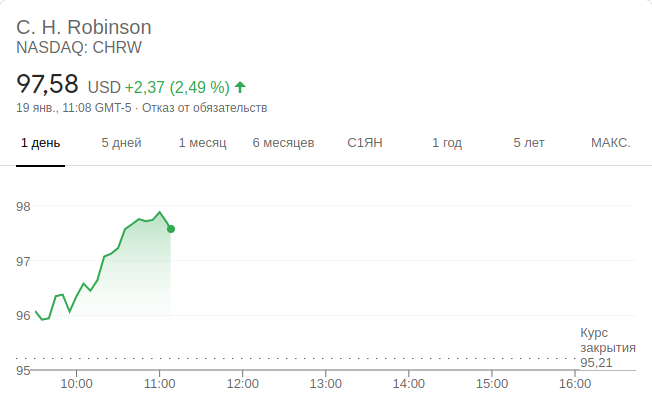 C. H. Robinson
NASDAQ: CHRW
97,58 USD +2,37 (2,49 %)
19 янв., 11:08 GMT-5 · Отказ от обязательств
1 день 5 дней 1 месяц 6 месяцев С1ЯН 1 год 5 лет МАКС.
98
97
96
Курс
закрытия
95,21
95
10:00 11:00 12:00 13:00 14:00 15:00 16:00